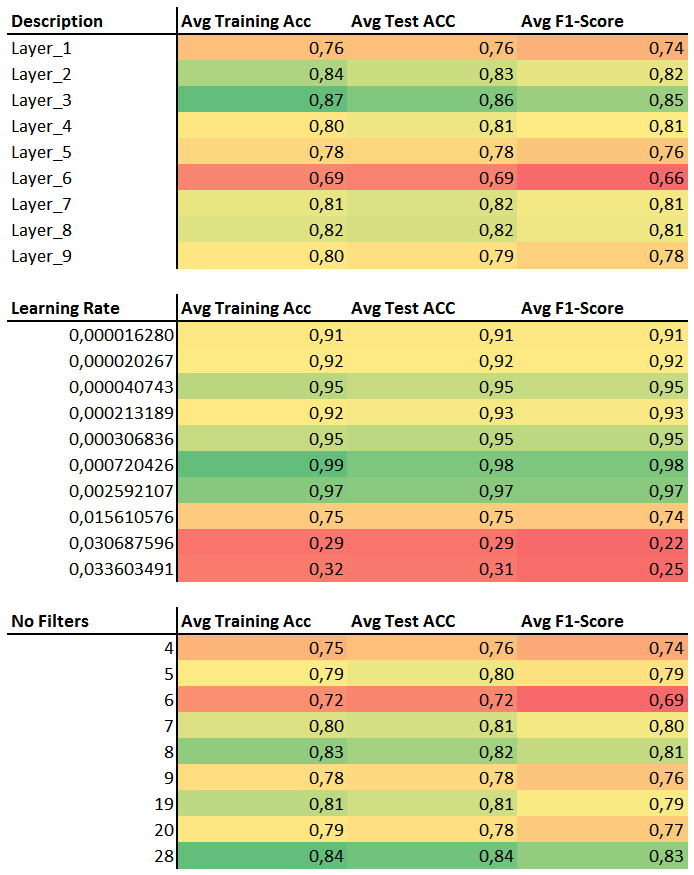 Description Avg Training Acc Avg Test ACC Avg F1-Score
Layer_1 0,76 0,76 0,74
Layer_2 0,84 0,83 0,82
Layer_3 0,87 0,86 0,85
Layer_4 0,80 0,81 0,81
Layer_5 0,78 0,78 0,76
Layer_6 0,69 0,69 0,66
Layer_7 0,81 0,82 0,81
Layer_8 0,82 0,82 0,81
Layer_9 0,80 0,79 0,78
Learning Rate Avg Training Acc Avg Test ACC Avg F1-Score
0,000016280 0,91 0,91 0,91
0,000020267 0,92 0,92 0,92
0,000040743 0,95 0,95 0,95
0,000213189 0,92 0,93 0,93
0,000306836 0,95 0,95 0,95
0,000720426 0,99 0,98 0,98
0,002592107 0,97 0,97 0,97
0,015610576 0,75 0,75 0,74
0,030687596 0,29 0,29 0,22
0,033603491 0,32 0,31 0,25
No Filters Avg Training Acc Avg Test ACC Avg F1-Score
4 0,75 0,76 0,74
5 0,79 0,80 0,79
6 0,72 0,72 0,69
7 0,80 0,81 0,80
8 0,83 0,82 0,81
9 0,78 0,78 0,76
19 0,81 0,81 0,79
20 0,79 0,78 0,77
28 0,84 0,84 0,83